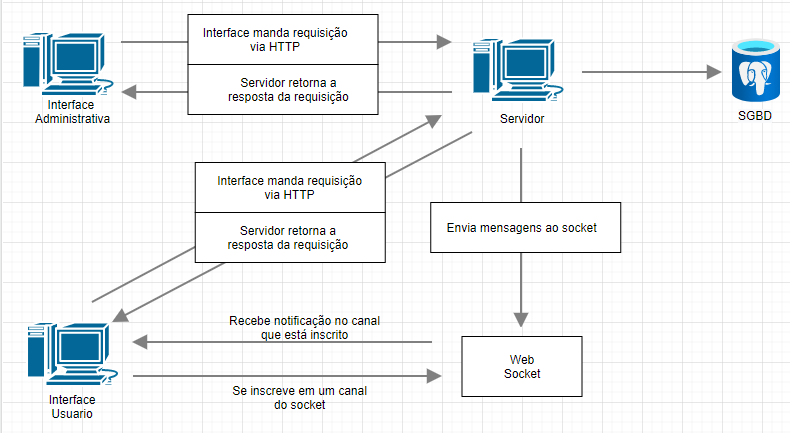 Interface manda requisição
via HTTP
Servidor retorna a
resposta da requisição
Interface
Administrativa
Servidor
SGBD
Interface manda requisição
via HTTP
Servidor retorna a
resposta da requisição
Envia mensagens ao socket
Recebe notificação no canal
que está inscrito
Web
Socket
Se inscreve em um canal
do socket
Interface
Usuario